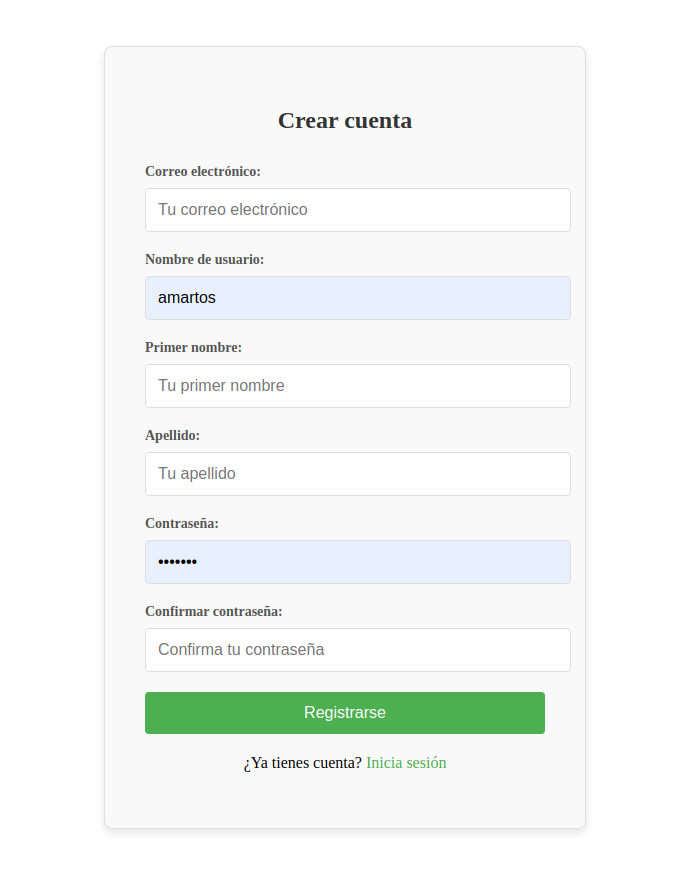 Crear cuenta
Correo electrónico:
Tu correo electrónico
Nombre de usuario:
amartos
Primer nombre:
Tu primer nombre
Apellido:
Tu apellido
Contraseña:
•••••••
Confirmar contraseña:
Confirma tu contraseña
Registrarse
¿Ya tienes cuenta? Inicia sesión